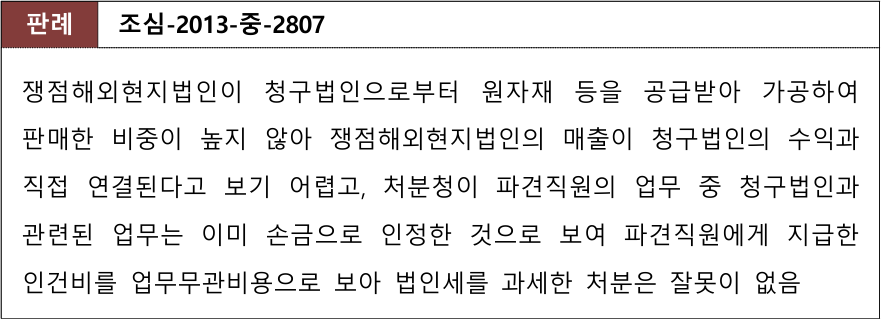 판례 조심-2013-중-2807
쟁점해외현지법인이 청구법인으로부터 원자재 등을 공급받아 가공하여
판매한 비중이 높지 않아 쟁점해외현지법인의 매출이 청구법인의 수익과
직접 연결된다고 보기 어렵고, 처분청이 파견직원의 업무 중 청구법인과
관련된 업무는 이미 손금으로 인정한 것으로 보여 파견직원에게 지급한
인건비를 업무무관비용으로 보아 법인세를 과세한 처분은 잘못이 없음